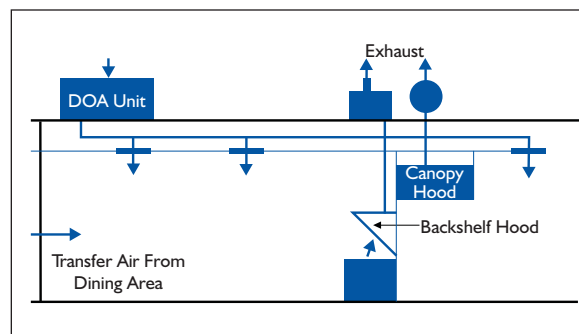 Exhaust
DOA Unit
Canopy
Hood
Backshelf Hood
Transfer Air From
Dining Area